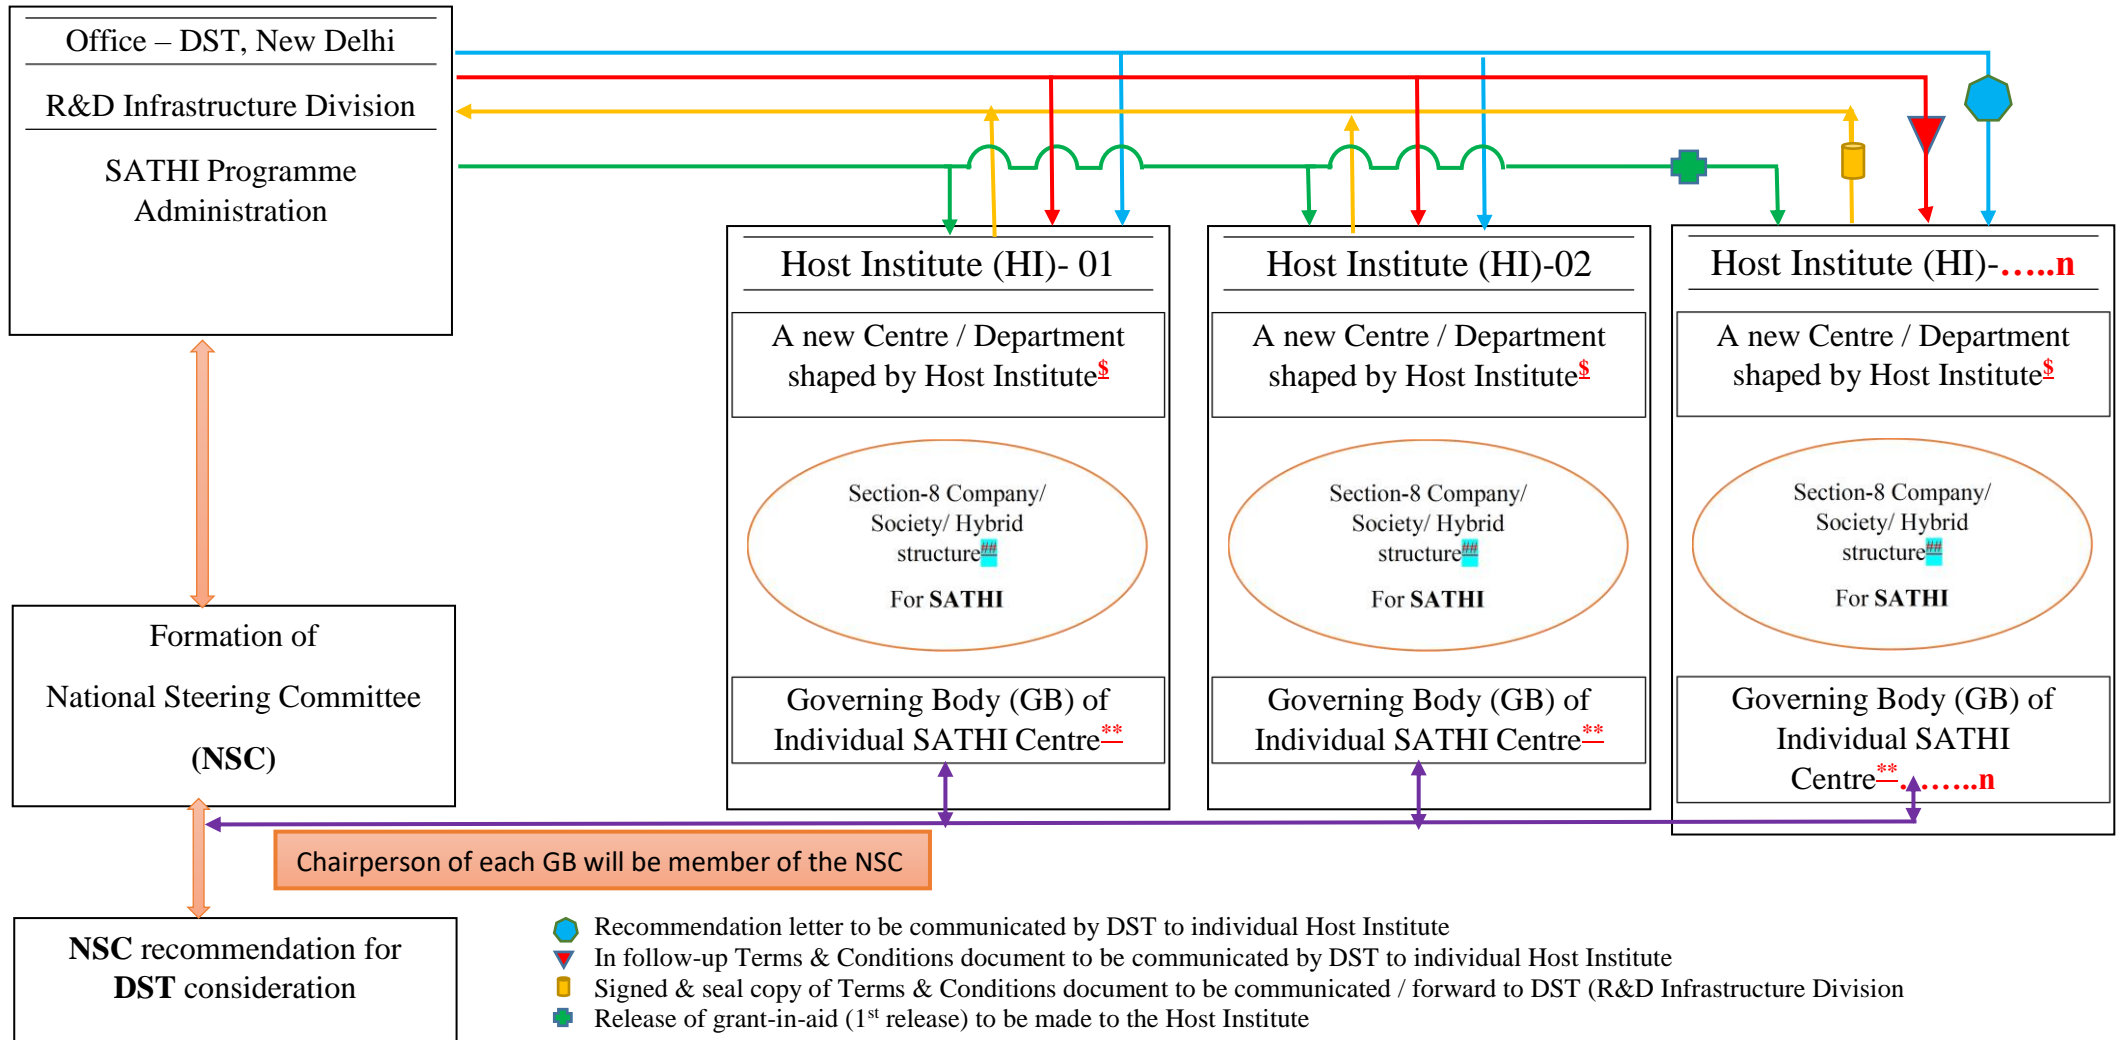 Office – DST, New Delhi
R&D Infrastructure Division
SATHI Programme
Administration
Host Institute (HI)- 01
A new Centre / Department
shaped by Host Institute$
Section-8 Company/
Society/ Hybrid
structure##
For SATHI
Governing Body (GB) of
Individual SATHI Centre**
Host Institute (HI)-02
A new Centre / Department
shaped by Host Institute$
Section-8 Company/
Society/ Hybrid
structure##
For SATHI
Governing Body (GB) of
Individual SATHI Centre**
Host Institute (HI)-…..n
A new Centre / Department
shaped by Host Institute$
Section-8 Company/
Society/ Hybrid
structure##
For SATHI
Governing Body (GB) of
Individual SATHI
Centre**……..n
Formation of
National Steering Committee
(NSC)
Chairperson of each GB will be member of the NSC
NSC recommendation for
DST consideration
Recommendation letter to be communicated by DST to individual Host Institute
In follow-up Terms & Conditions document to be communicated by DST to individual Host Institute
Signed & seal copy of Terms & Conditions document to be communicated / forward to DST (R&D Infrastructure Division
Release of grant-in-aid (1st release) to be made to the Host Institute